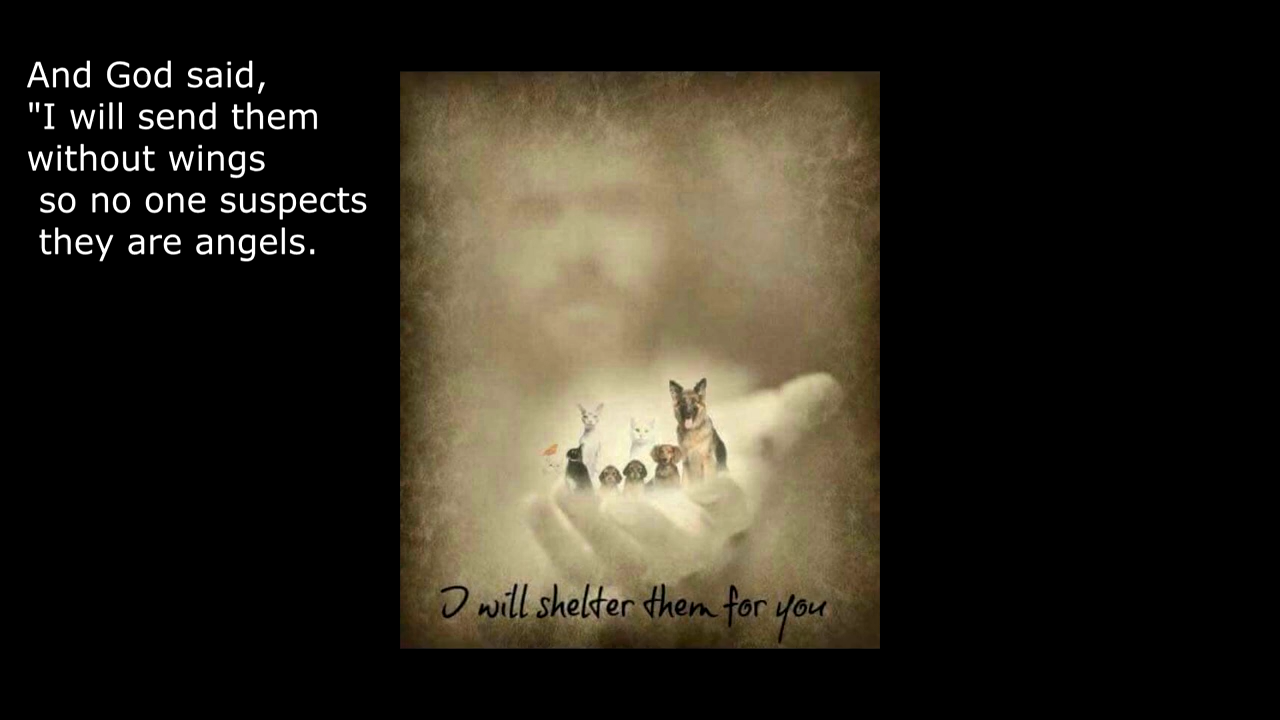 And God said,
"I will send them
without wings
so no one suspects
they are angels.
I will shelter them for you